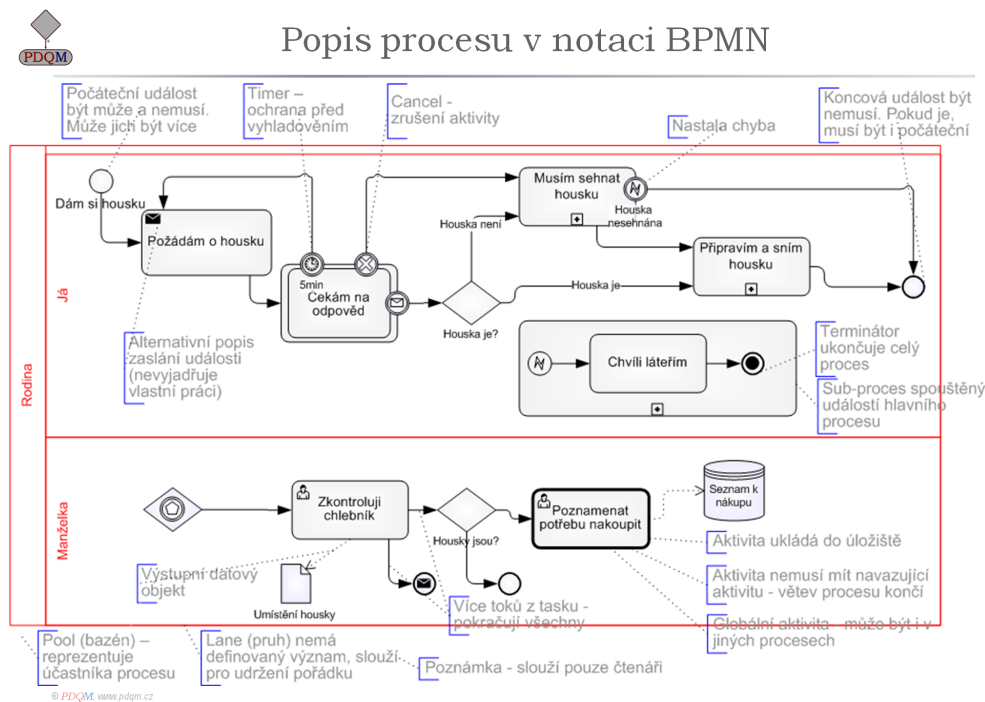 PDQM
Popis procesu v notaci BPMN
Počáteční událost
být může a nemusí.
Může jich být více
Timer –
ochrana před
vyhladověním
Cancel -
zrušení aktivity
Nastala chyba
Koncová událost být
nemusí. Pokud je,
musí být i počáteční
Rodina
Já
Dám si housku
Požádám o housku
5min
Čekám na
odpověd
Houska není
Houska je?
Houska je
Musím sehnat
housku
Houska
nesehnána
Připravím a sním
housku
Alternativní popis
zaslání události
(nevyjadřuje
vlastní práci)
Chvíli láteřím
Terminátor
ukončuje celý
proces
Sub-proces spouštěný
událostí hlavního
procesu
Manželka
Zkontroluji
chlebník
Housky jsou?
Poznamenat
potřebu nakoupit
Seznam k
nákupu
Výstupní datový
objekt
Umístění housky
Více toků z tasku -
pokračují všechny
Aktivita ukládá do úložiště
Aktivita nemusí mít navazující
aktivitu - větev procesu končí
Globální aktivita - může být i v
jiných procesech
Pool (bazén) –
reprezentuje
účastníka procesu
Lane (pruh) nemá
definovaný význam, slouží
pro udržení pořádku
Poznámka - slouží pouze čtenáři
® PDQM, www.pdqm.cz